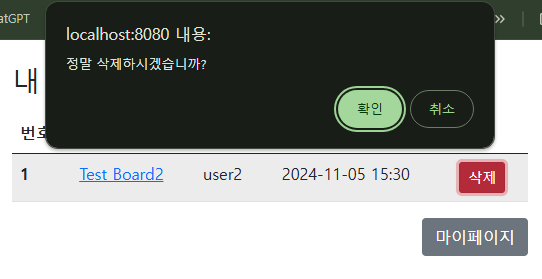 atGPT
localhost:8080 내용:
정말 삭제하시겠습니까?
확인 취소
내
번호
1 Test Board2 user2 2024-11-05 15:30 삭제
마이페이지